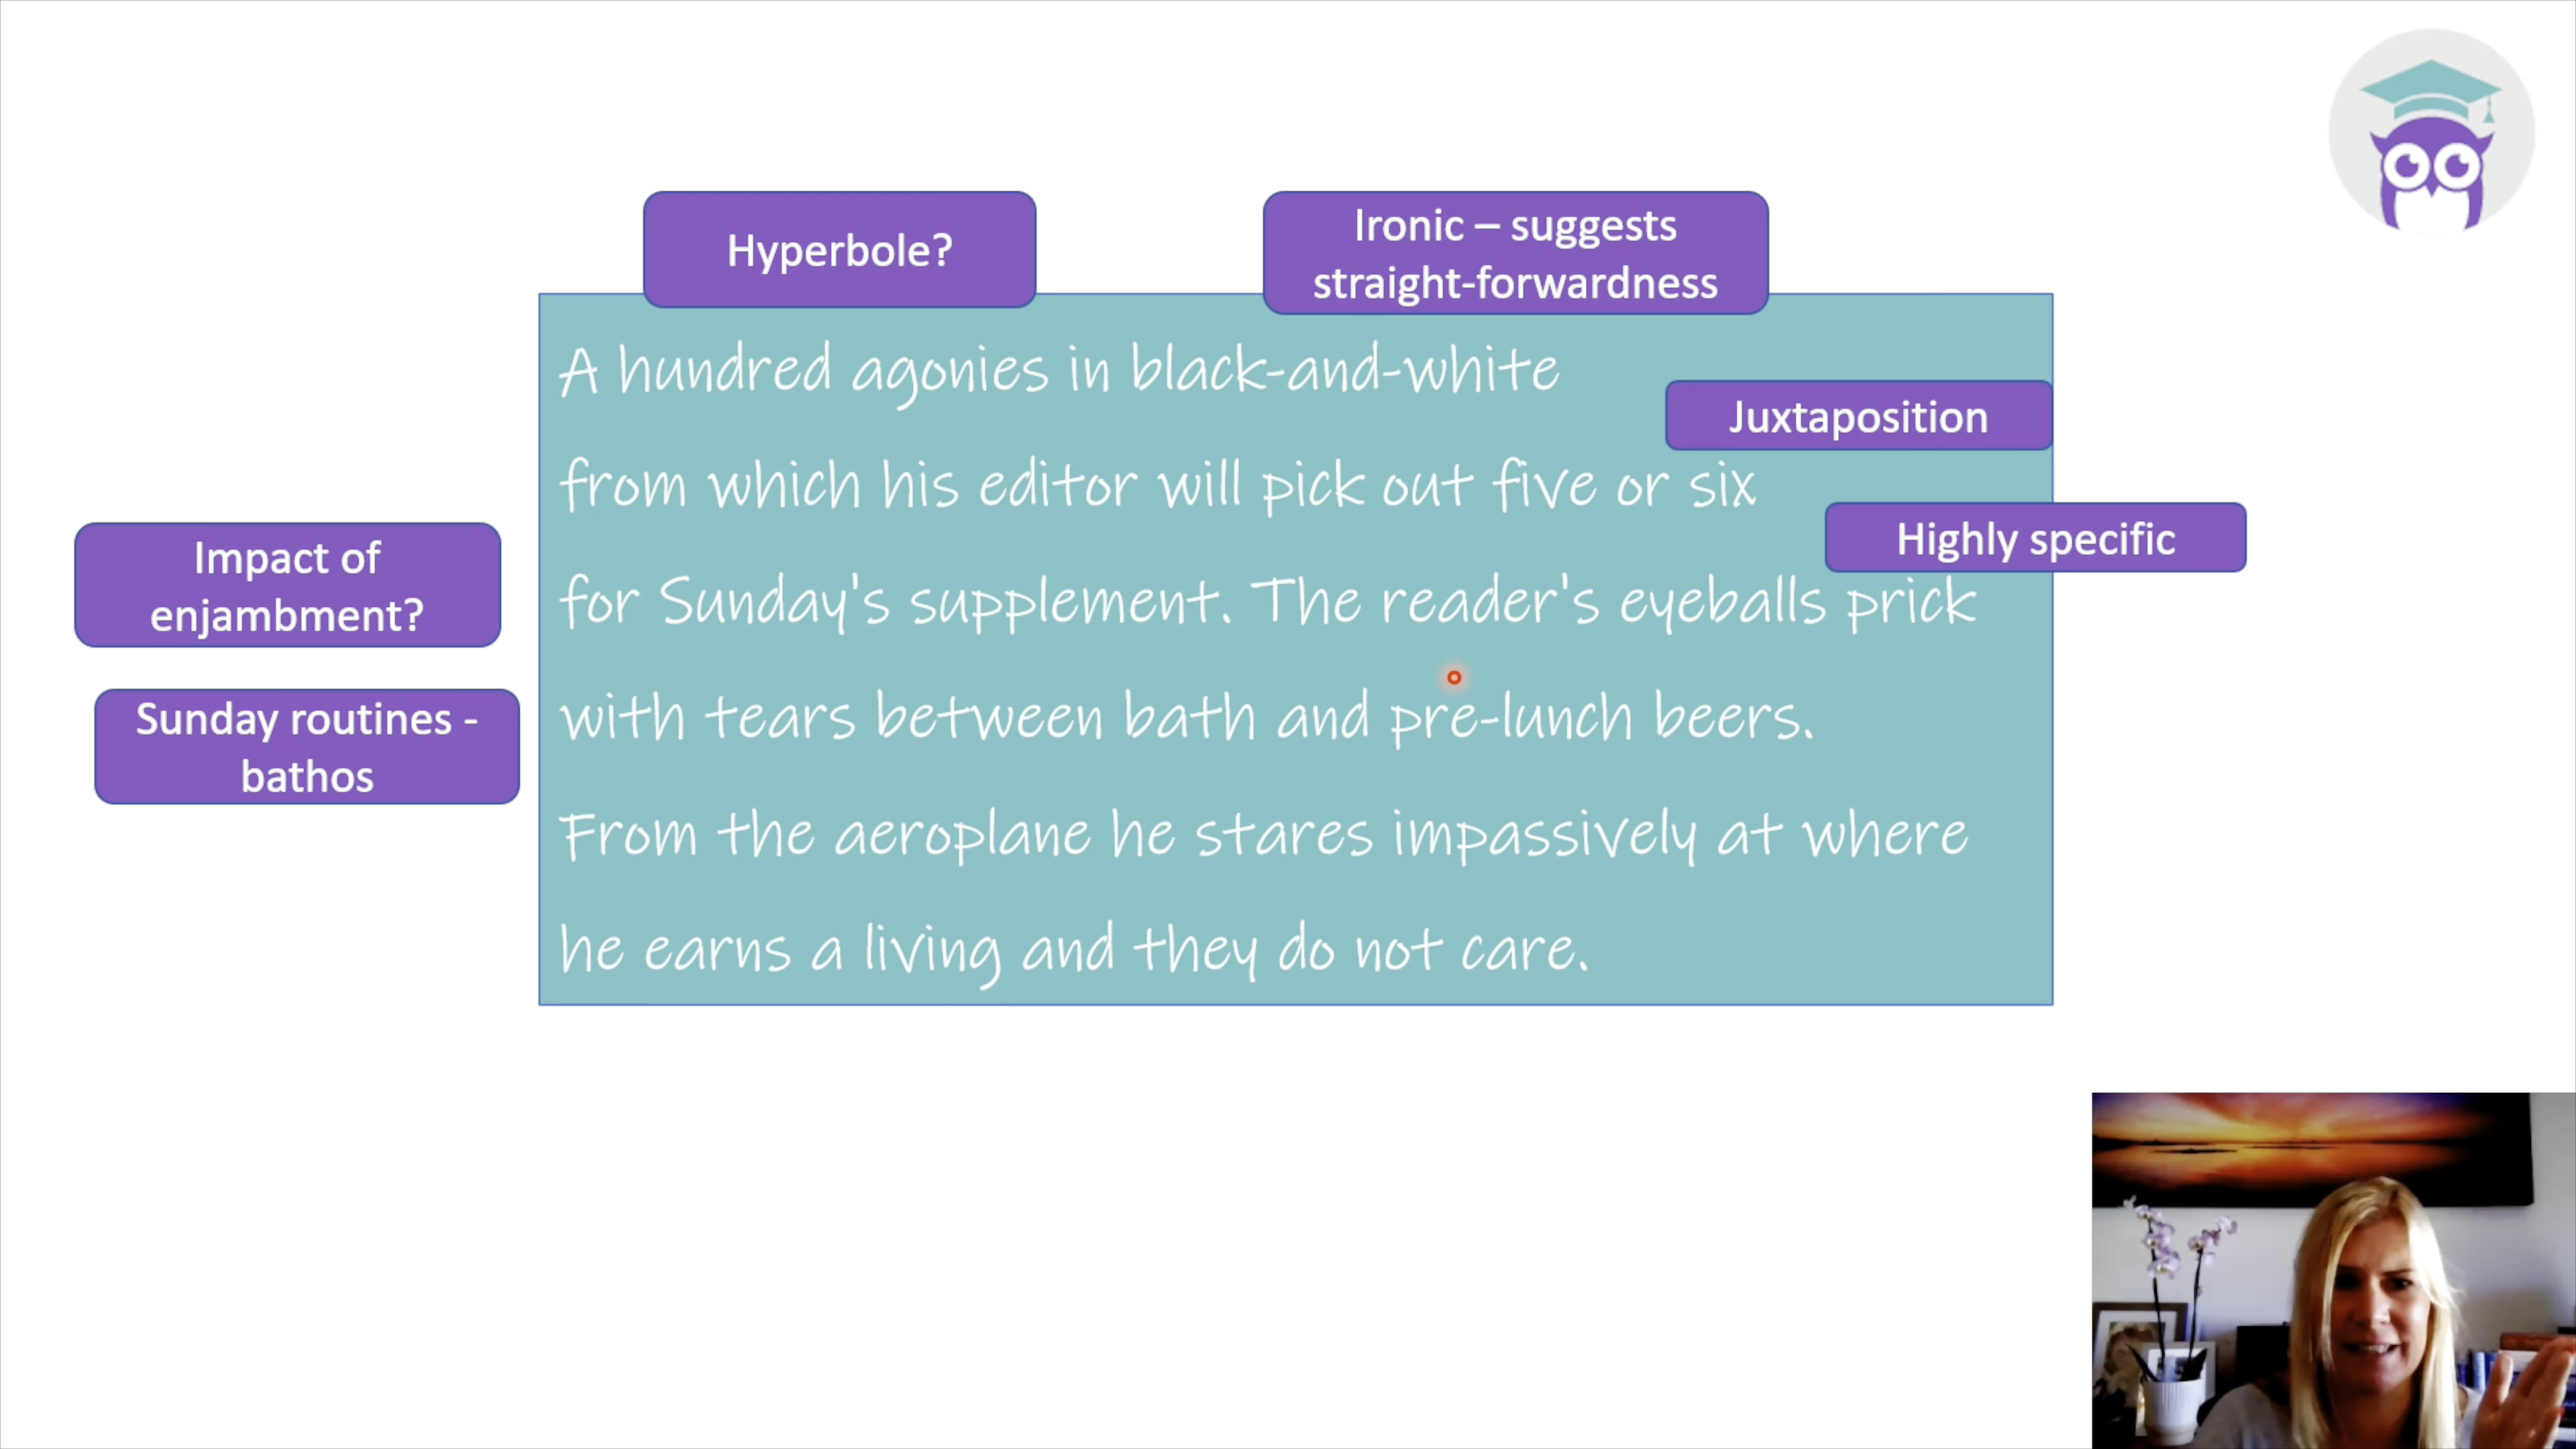 Hyperbole?
Ironic – suggests
straight-forwardness
A hundred agonies in black-and-white
Juxtaposition
from which his editor will pick out five or six
Highly specific
Impact of
enjambment?
for Sunday's supplement. The reader's eyeballs prick
with tears between bath and pre-lunch beers.
Sunday routines -
bathos
From the aeroplane he stares impassively at where
he earns a living and they do not care.